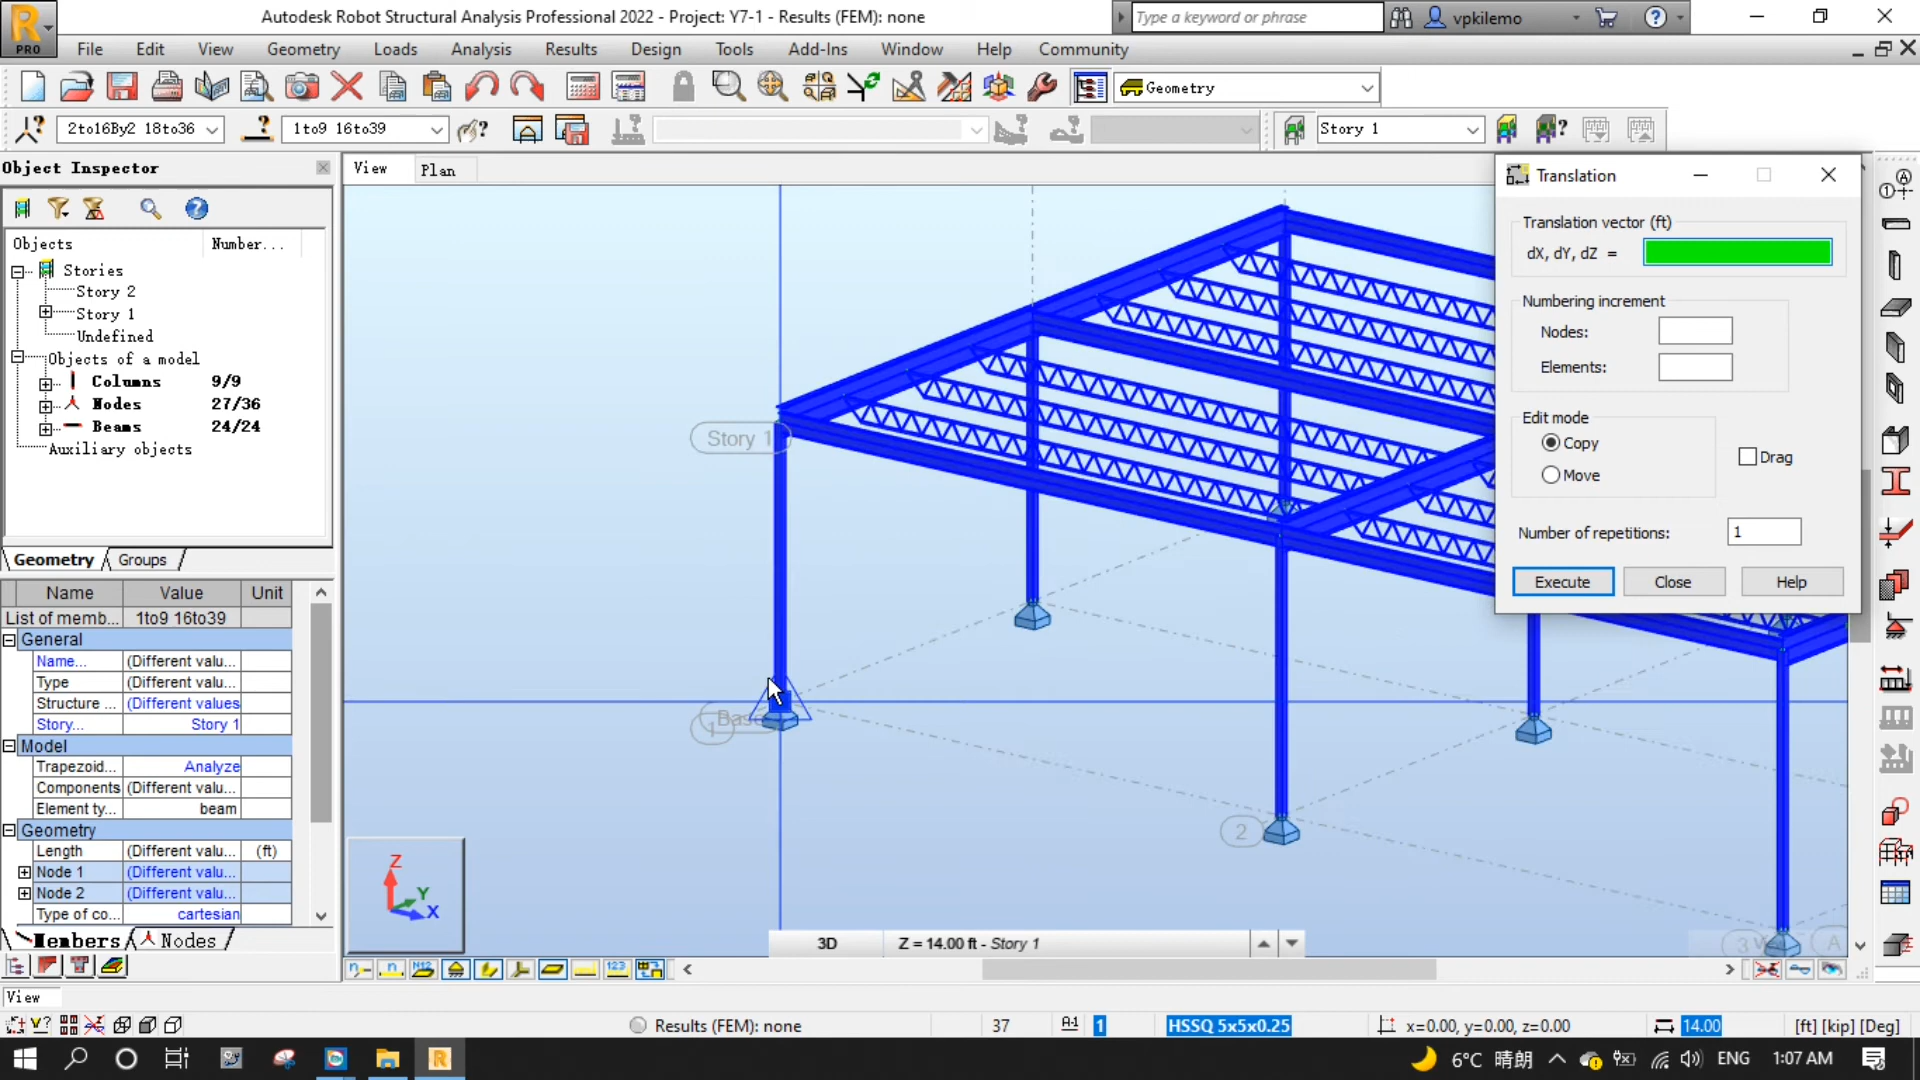 Autodesk Robot Structural Analysis Professional 2022 - Project: Y7-1 - Results (FEM): none
Type a keyword or phrase
vpkilemo
PRO
File Edit View Geometry Loads Analysis Results Design Tools Add-Ins Window Help Community
Geometry
2to16By2 18to36
1to9 16to39
Story 1
Object Inspector
View
Plan
Objects
Number...
Stories
Story 2
Story 1
Undefined
Objects of a model
Columns 9/9
Nodes 27/36
Beams 24/24
Auxiliary objects
Geometry
Groups
Name Value Unit
List of memb... 1to9 16to39
General
Name... (Different valu...
Type (Different valu...
Structure ... (Different values
Story... Story 1
Model
Trapezoid... Analyze
Components (Different valu...
Element ty... beam
Geometry
Length (Different valu... (ft)
Node 1 (Different valu...
Node 2 (Different valu...
Type of co... cartesian
Members
Nodes
Story 1
Base
1
2
3
A
Z
Y
X
3D
Z = 14.00 ft - Story 1
Translation
Translation vector (ft)
dX, dY, dZ =
Numbering increment
Nodes:
Elements:
Edit mode
Copy
Move
Drag
Number of repetitions: 1
Execute
Close
Help
View
Results (FEM): none
37
1
HSSQ 5x5x0.25
x=0.00, y=0.00, z=0.00
14.00
[ft] [kip] [Deg]
6°C 晴朗
ENG
1:07 AM